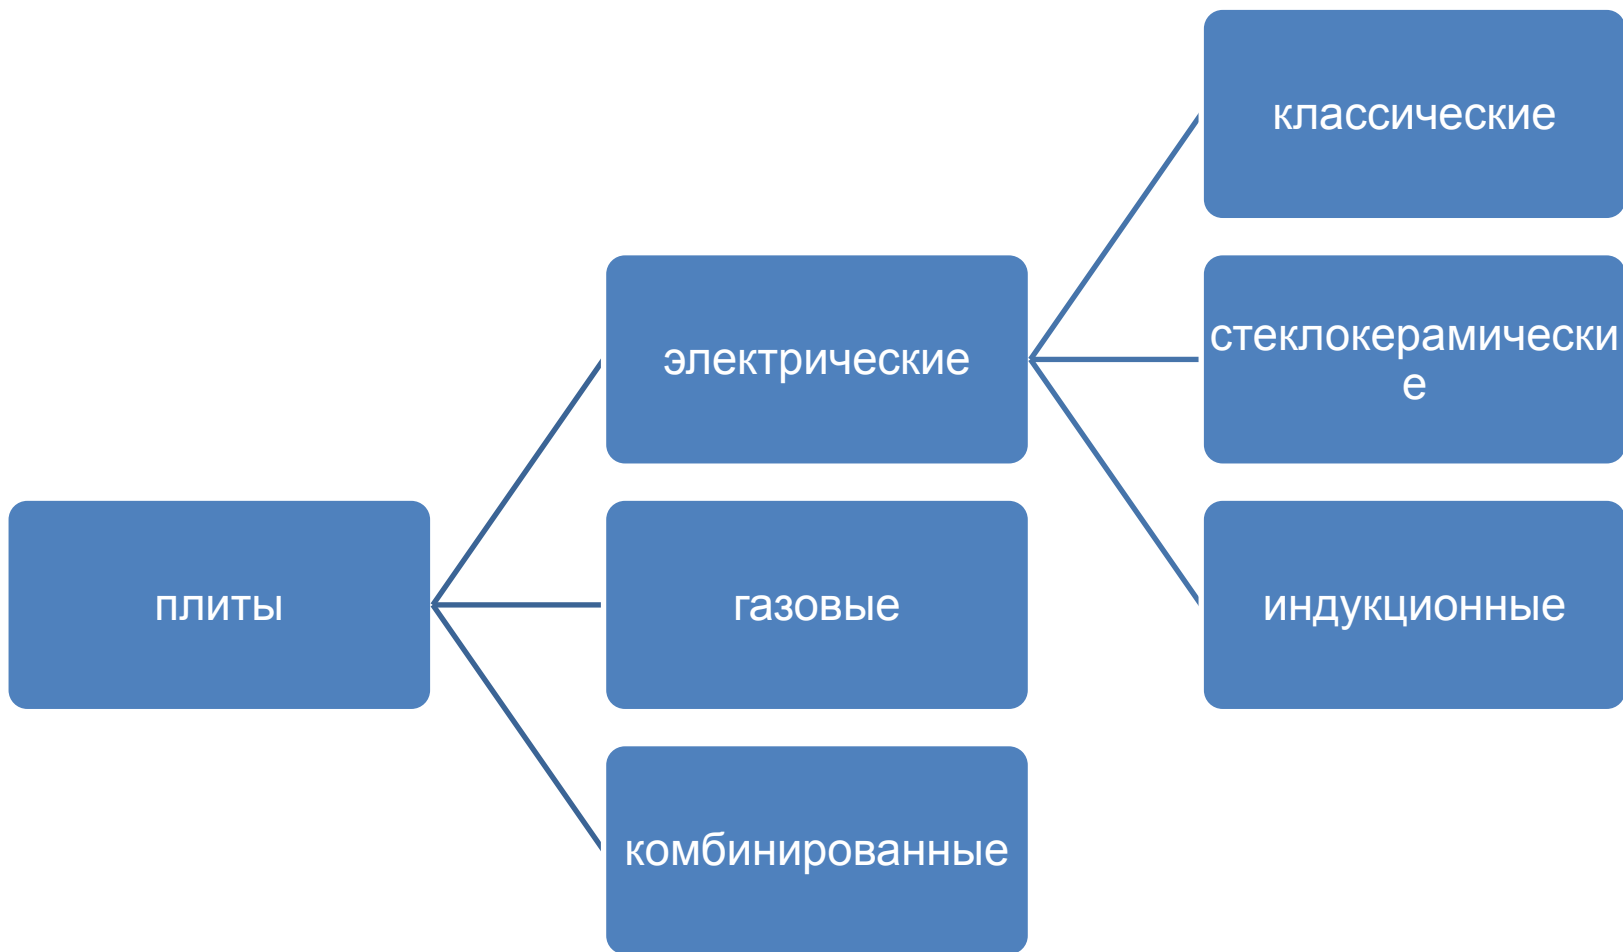 классические
электрические
стеклокерамически
е
плиты
газовые
индукционные
комбинированные